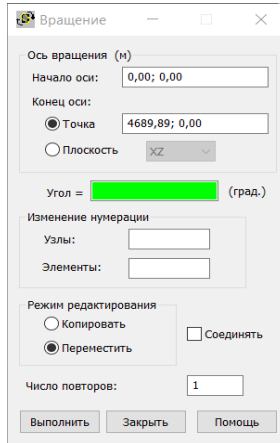 Вращение
Ось вращения (м)
Начало оси: 0,00; 0,00
Конец оси:
Точка 4689,89; 0,00
Плоскость XZ
Угол = (град.)
Изменение нумерации
Узлы:
Элементы:
Режим редактирования
Копировать
Переместить
Соединять
Число повторов: 1
Выполнить Закрыть Помощь